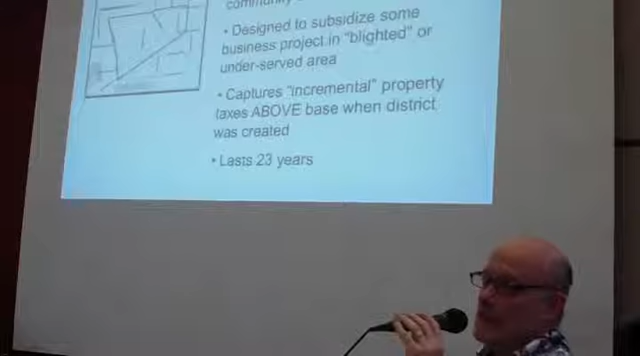 community
• Designed to subsidize some
business project in "blighted" or
under-served area
• Captures "incremental" property
taxes ABOVE base when district
was created
• Lasts 23 years